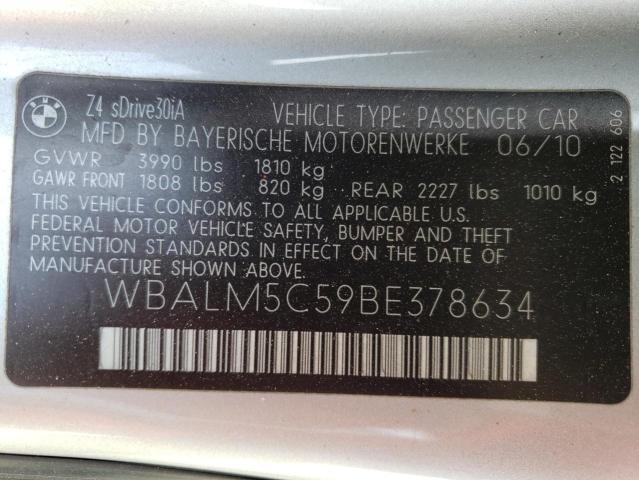 BMW
Z4 sDrive30iA VEHICLE TYPE: PASSENGER CAR
MFD BY BAYERISCHE MOTORENWERKE 06/10
GVWR 3990 lbs 1810 kg
GAWR FRONT 1808 lbs 820 kg REAR 2227 lbs 1010 kg
THIS VEHICLE CONFORMS TO ALL APPLICABLE U.S.
FEDERAL MOTOR VEHICLE SAFETY, BUMPER AND THEFT
PREVENTION STANDARDS IN EFFECT ON THE DATE OF
MANUFACTURE SHOWN ABOVE.
WBALM5C59BE378634
2 122 606